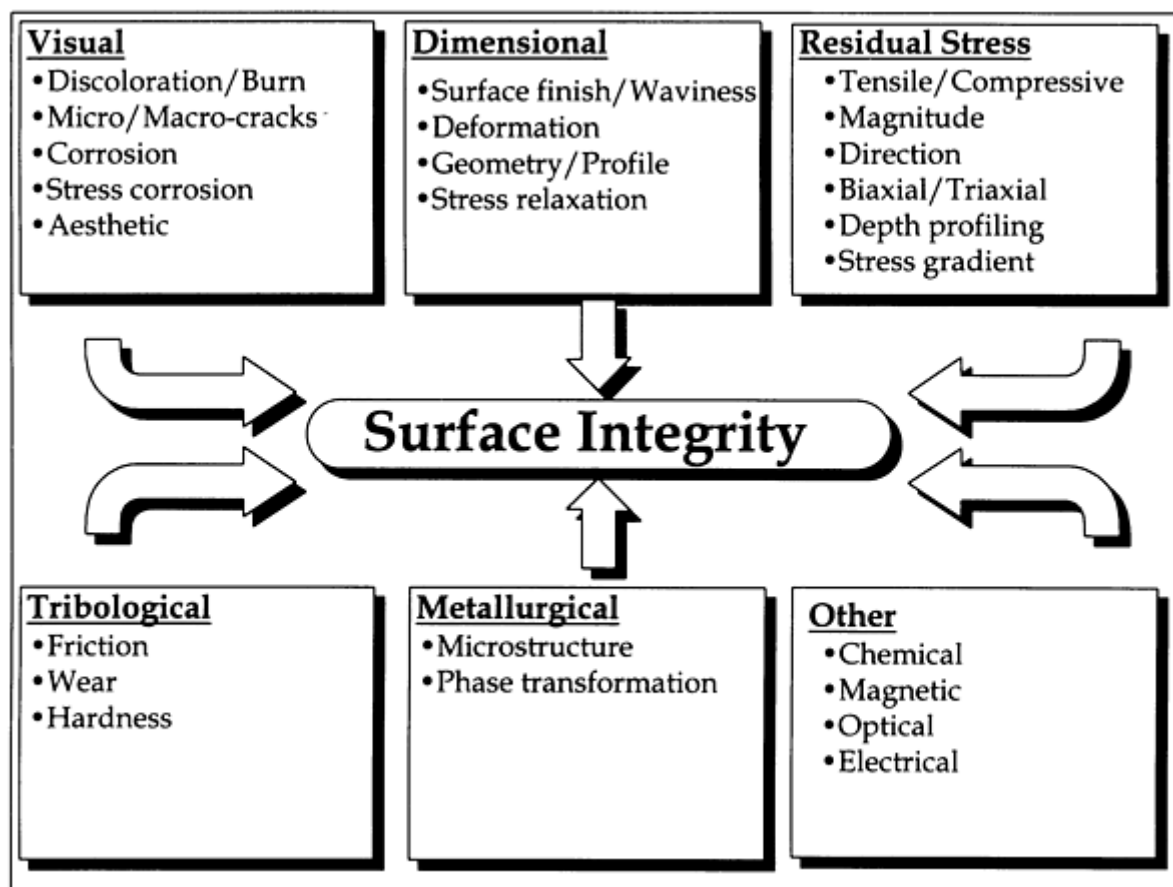 Visual
•Discoloration/Burn
•Micro/Macro-cracks
•Corrosion
•Stress corrosion
•Aesthetic
Dimensional
•Surface finish/Waviness
•Deformation
•Geometry/Profile
•Stress relaxation
Residual Stress
•Tensile/Compressive
•Magnitude
•Direction
•Biaxial/Triaxial
•Depth profiling
•Stress gradient
Surface Integrity
Tribological
•Friction
•Wear
•Hardness
Metallurgical
•Microstructure
•Phase transformation
Other
•Chemical
•Magnetic
•Optical
•Electrical